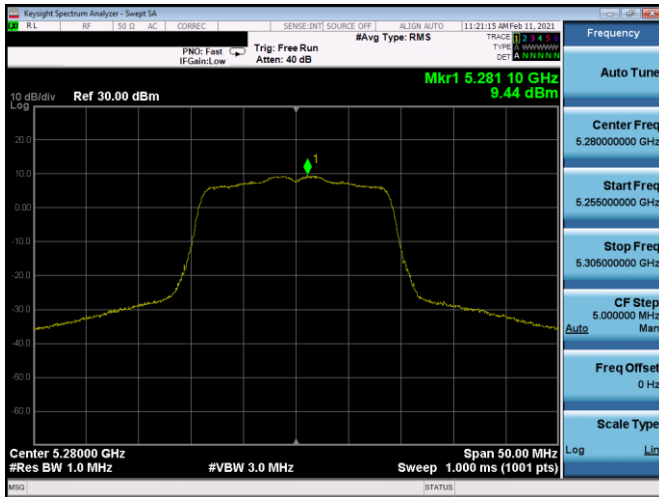 Keysight Spectrum Analyzer - Swept SA
RL RF 50 Ω AC CORREC SENSE:INT SOURCE OFF ALIGN AUTO 11:21:15 AM Feb 11, 2021
#Avg Type: RMS
TRACE 1 2 3 4 5 6
PNO: Fast Trig: Free Run TYPE A WWWWW
IFGain:Low Atten: 40 dB DET A N N N N N
Frequency
Mkr1 5.281 10 GHz
9.44 dBm
10 dB/div Ref 30.00 dBm
Log
20.0
10.0
0.00
-10.0
-20.0
-30.0
-40.0
-50.0
-60.0
1
Center 5.28000 GHz Span 50.00 MHz
#Res BW 1.0 MHz #VBW 3.0 MHz Sweep 1.000 ms (1001 pts)
MSG STATUS
Auto Tune
Center Freq
5.280000000 GHz
Start Freq
5.255000000 GHz
Stop Freq
5.305000000 GHz
CF Step
5.000000 MHz
Auto Man
Freq Offset
0 Hz
Scale Type
Log Lin